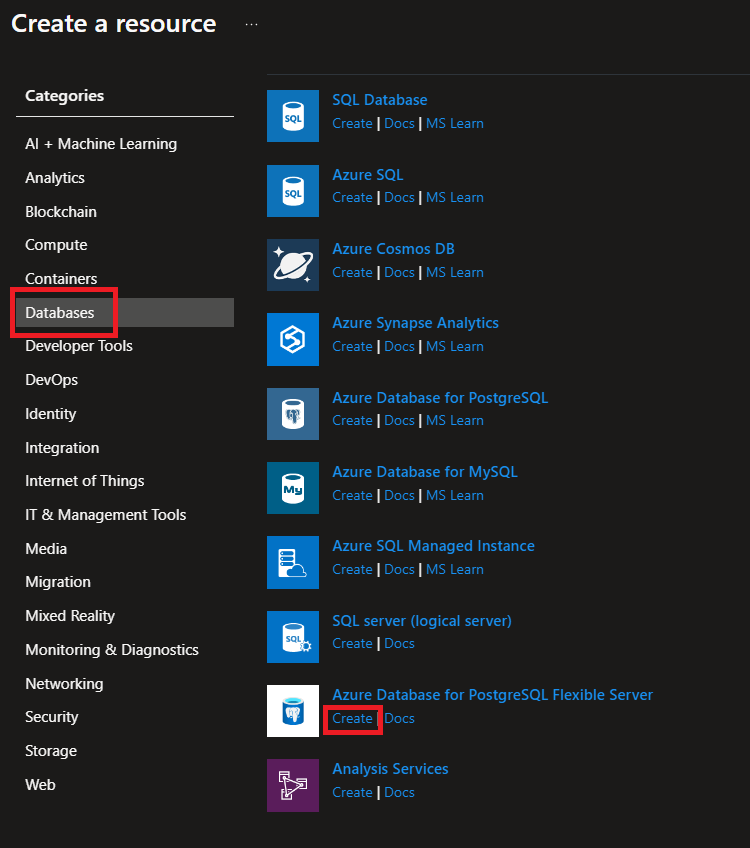 Create a resource ...
Categories
AI + Machine Learning
Analytics
Blockchain
Compute
Containers
Databases
Developer Tools
DevOps
Identity
Integration
Internet of Things
IT & Management Tools
Media
Migration
Mixed Reality
Monitoring & Diagnostics
Networking
Security
Storage
Web
SQL
SQL Database
Create | Docs | MS Learn
SQL
Azure SQL
Create | Docs | MS Learn
Azure Cosmos DB
Create | Docs | MS Learn
Azure Synapse Analytics
Create | Docs | MS Learn
Azure Database for PostgreSQL
Create | Docs | MS Learn
My
Azure Database for MySQL
Create | Docs | MS Learn
Azure SQL Managed Instance
Create | Docs | MS Learn
SQL
SQL server (logical server)
Create | Docs
Azure Database for PostgreSQL Flexible Server
Create | Docs
Analysis Services
Create | Docs